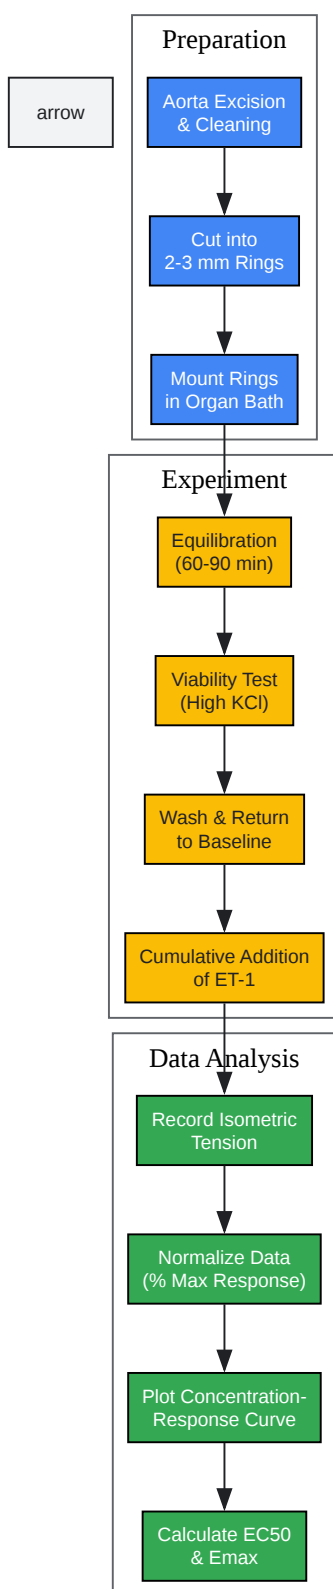 Preparation
arrow
Aorta Excision
& Cleaning
Cut into
2-3 mm Rings
Mount Rings
in Organ Bath
Experiment
Equilibration
(60-90 min)
Viability Test
(High KCl)
Wash & Return
to Baseline
Cumulative Addition
of ET-1
Data Analysis
Record Isometric
Tension
Normalize Data
(% Max Response)
Plot Concentration-
Response Curve
Calculate EC50
& Emax